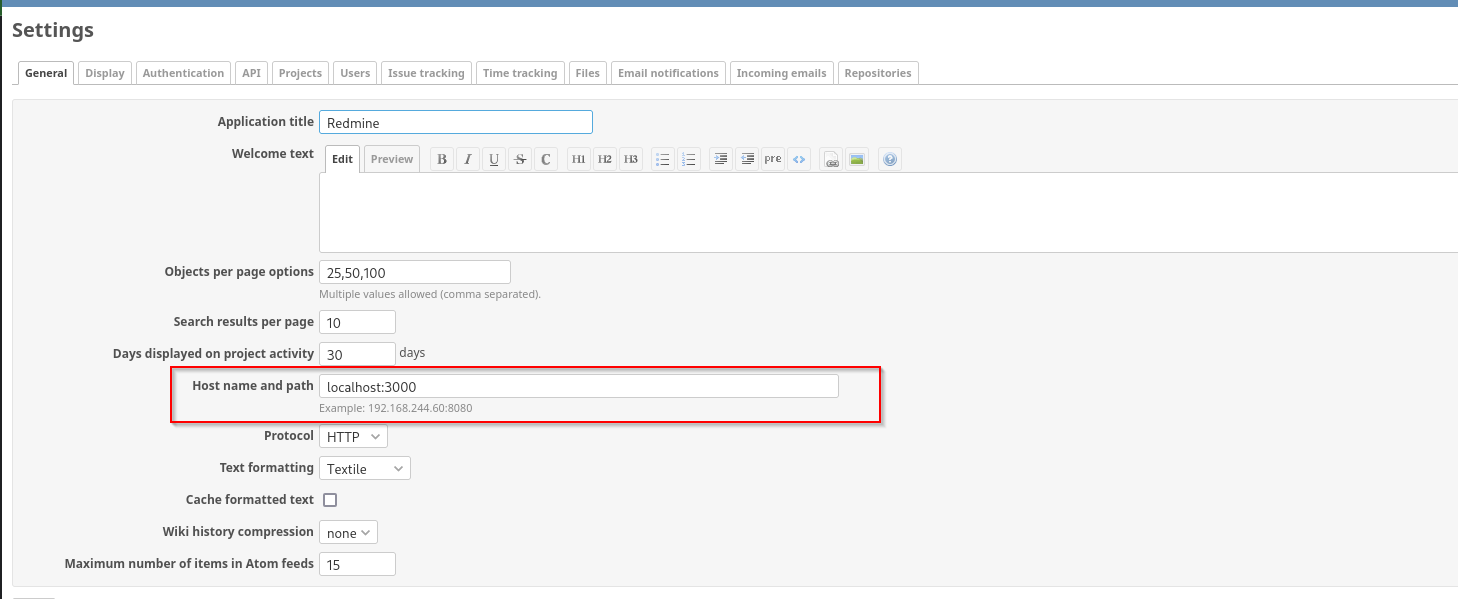 Settings
General Display Authentication API Projects Users Issue tracking Time tracking Files Email notifications Incoming emails Repositories
Application title Redmine
Welcome text Edit Preview B I U S C H1 H2 H3 pre <> ?
Objects per page options 25,50,100
Multiple values allowed (comma separated).
Search results per page 10
Days displayed on project activity 30 days
Host name and path localhost:3000
Example: 192.168.244.60:8080
Protocol HTTP
Text formatting Textile
Cache formatted text
Wiki history compression none
Maximum number of items in Atom feeds 15